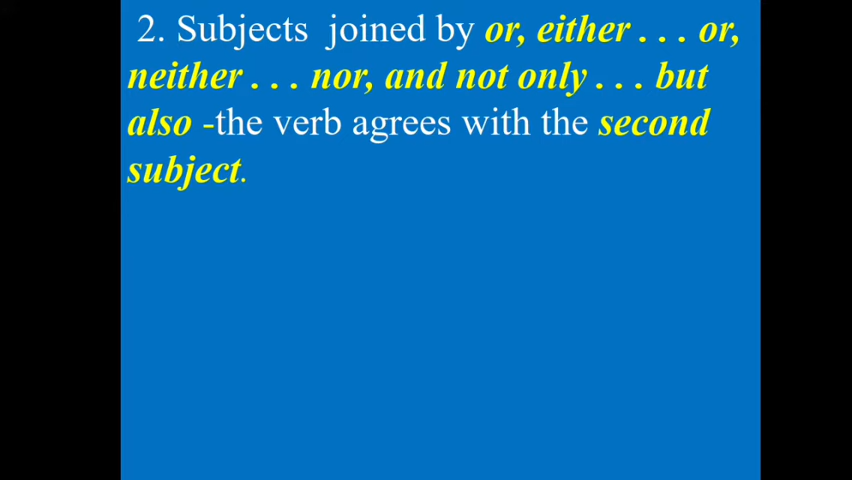 2. Subjects joined by or, either . . . or,
neither . . . nor, and not only . . . but
also -the verb agrees with the second
subject.